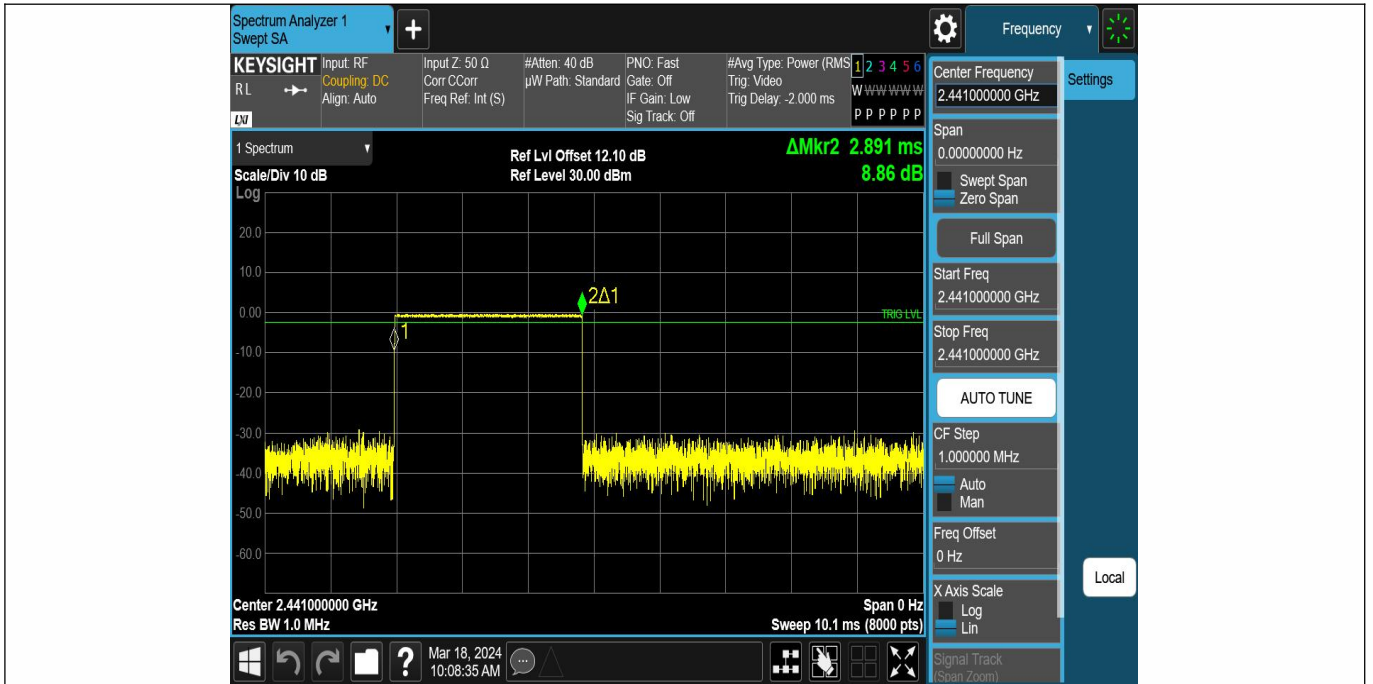 Spectrum Analyzer 1
Swept SA
+
Frequency
KEYSIGHT
RL
LXI
Input: RF
Coupling: DC
Align: Auto
Input Z: 50 Ω
Corr CCorr
Freq Ref: Int (S)
#Atten: 40 dB
µW Path: Standard
PNO: Fast
Gate: Off
IF Gain: Low
Sig Track: Off
#Avg Type: Power (RMS
Trig: Video
Trig Delay: -2.000 ms
1 2 3 4 5 6
W W W W W W
P P P P P P
1 Spectrum
Scale/Div 10 dB
Ref Lvl Offset 12.10 dB
Ref Level 30.00 dBm
ΔMkr2 2.891 ms
8.86 dB
Log
20.0
10.0
0.00
-10.0
-20.0
-30.0
-40.0
-50.0
-60.0
2Δ1
1
TRIG LVL
Center 2.441000000 GHz
Res BW 1.0 MHz
Span 0 Hz
Sweep 10.1 ms (8000 pts)
Center Frequency
2.441000000 GHz
Settings
Span
0.00000000 Hz
Swept Span
Zero Span
Full Span
Start Freq
2.441000000 GHz
Stop Freq
2.441000000 GHz
AUTO TUNE
CF Step
1.000000 MHz
Auto
Man
Freq Offset
0 Hz
X Axis Scale
Log
Lin
Signal Track
(Span Zoom)
Local
?
Mar 18, 2024
10:08:35 AM